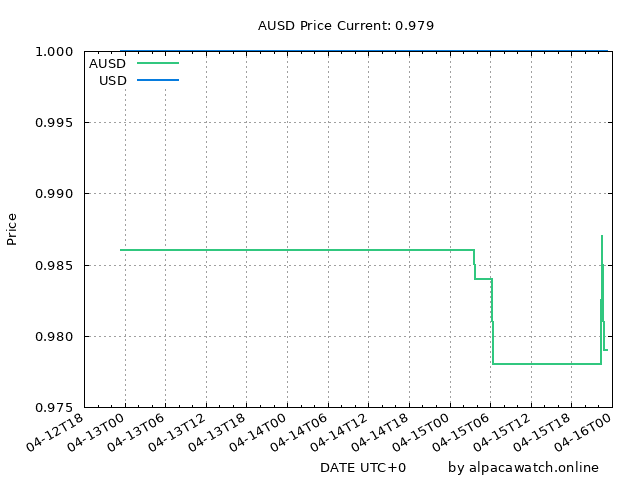 AUSD Price Current: 0.979
1.000
0.995
0.990
0.985
0.980
0.975
Price
AUSD
USD
04-12T18
04-13T00
04-13T06
04-13T12
04-13T18
04-14T00
04-14T06
04-14T12
04-14T18
04-15T00
04-15T06
04-15T12
04-15T18
04-16T00
DATE UTC+0
by alpacawatch.online